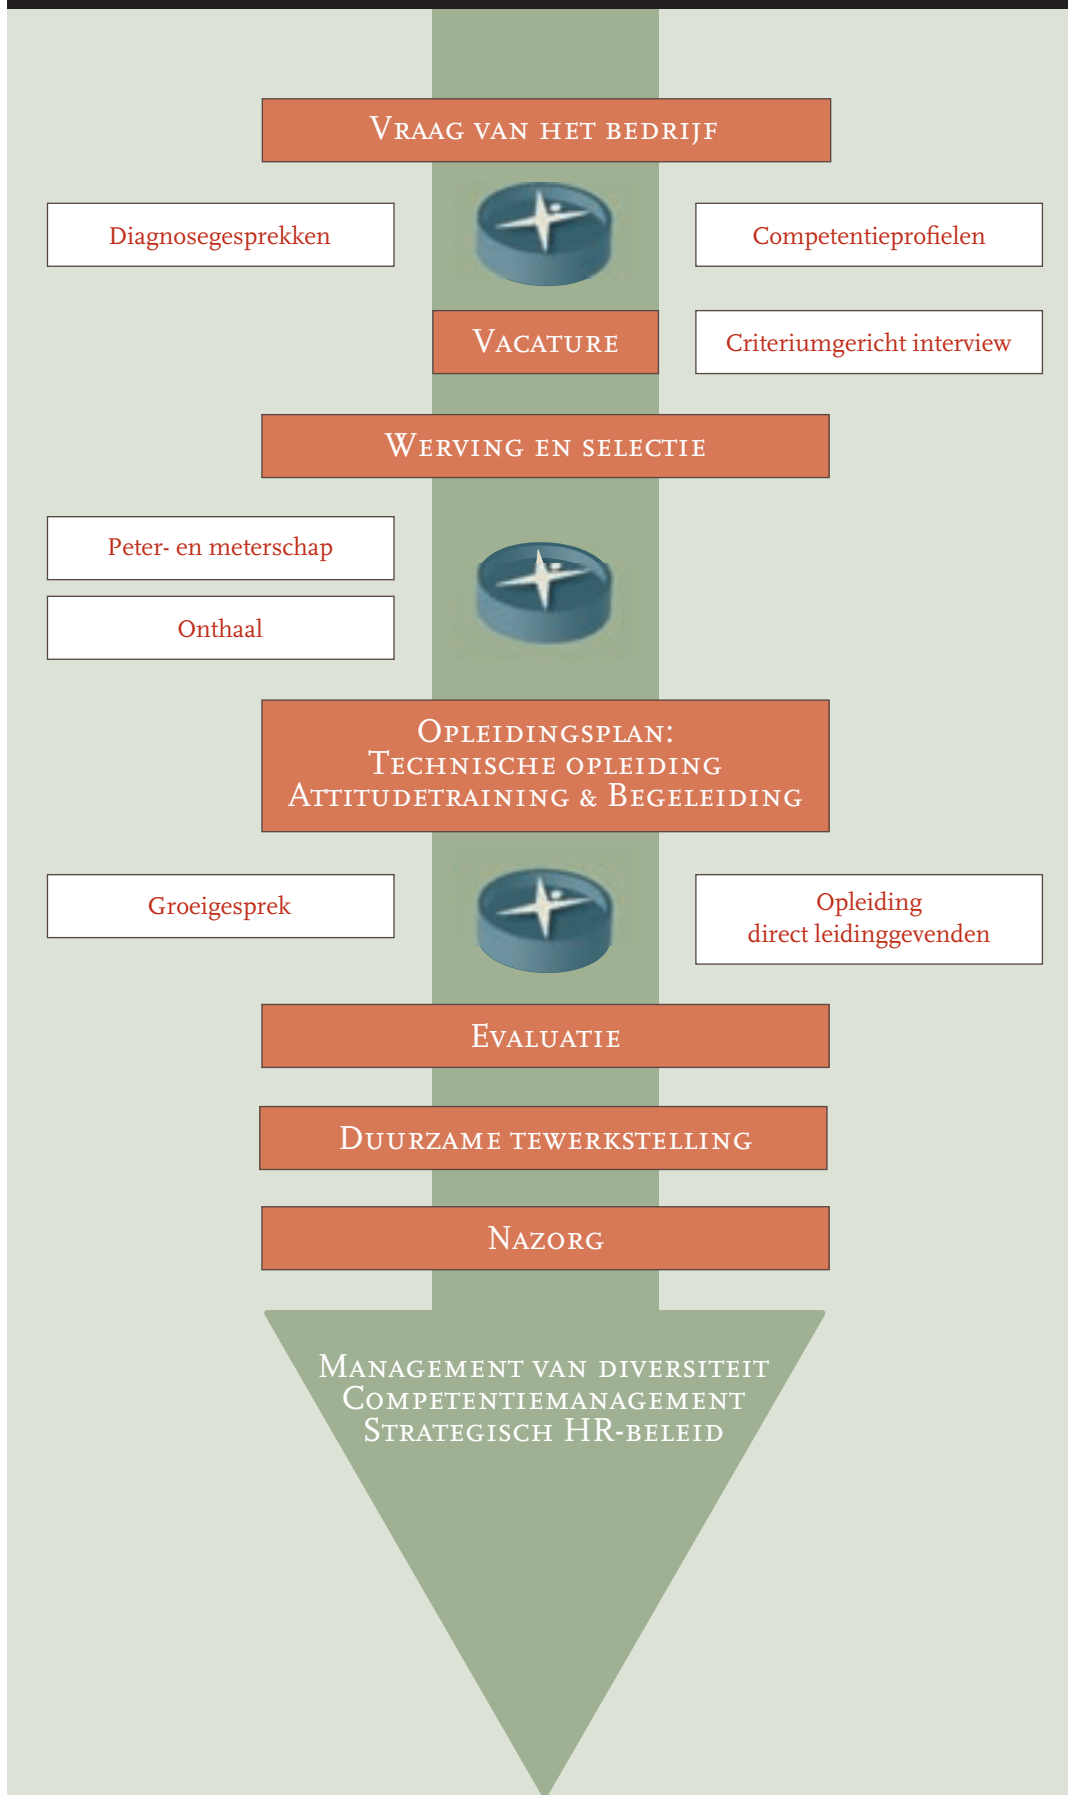 Vraag van het bedrijf
Diagnosegesprekken
Competentieprofielen
Vacature
Criteriumgericht interview
Werving en selectie
Peter- en meterschap
Onthaal
Opleidingsplan:
Technische opleiding
Attitudetraining & Begeleiding
Groeigesprek
Opleiding
direct leidinggevenden
Evaluatie
Duurzame tewerkstelling
Nazorg
Management van diversiteit
Competentiemanagement
Strategisch HR-beleid